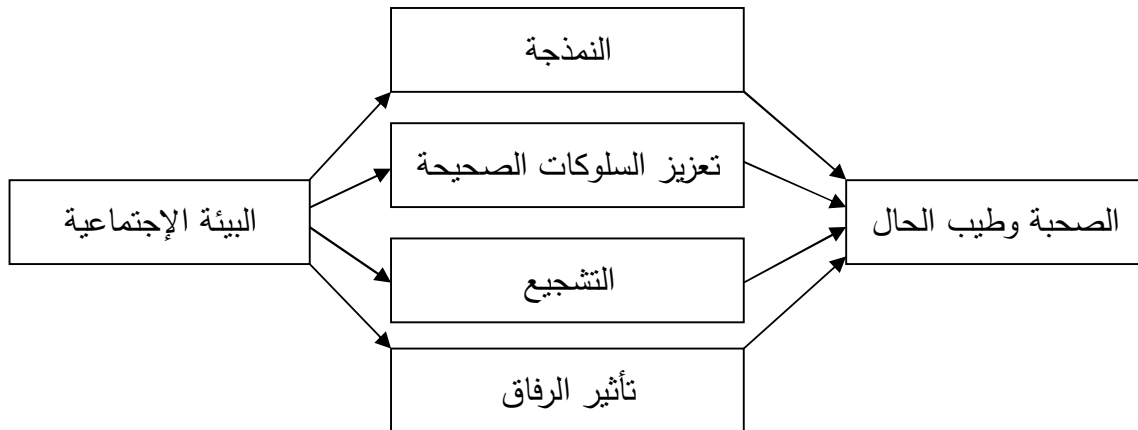 النمذجة
تعزيز السلوكات الصحيحة
البيئة الإجتماعية
الصحبة وطيب الحال
التشجيع
تأثير الرفاق